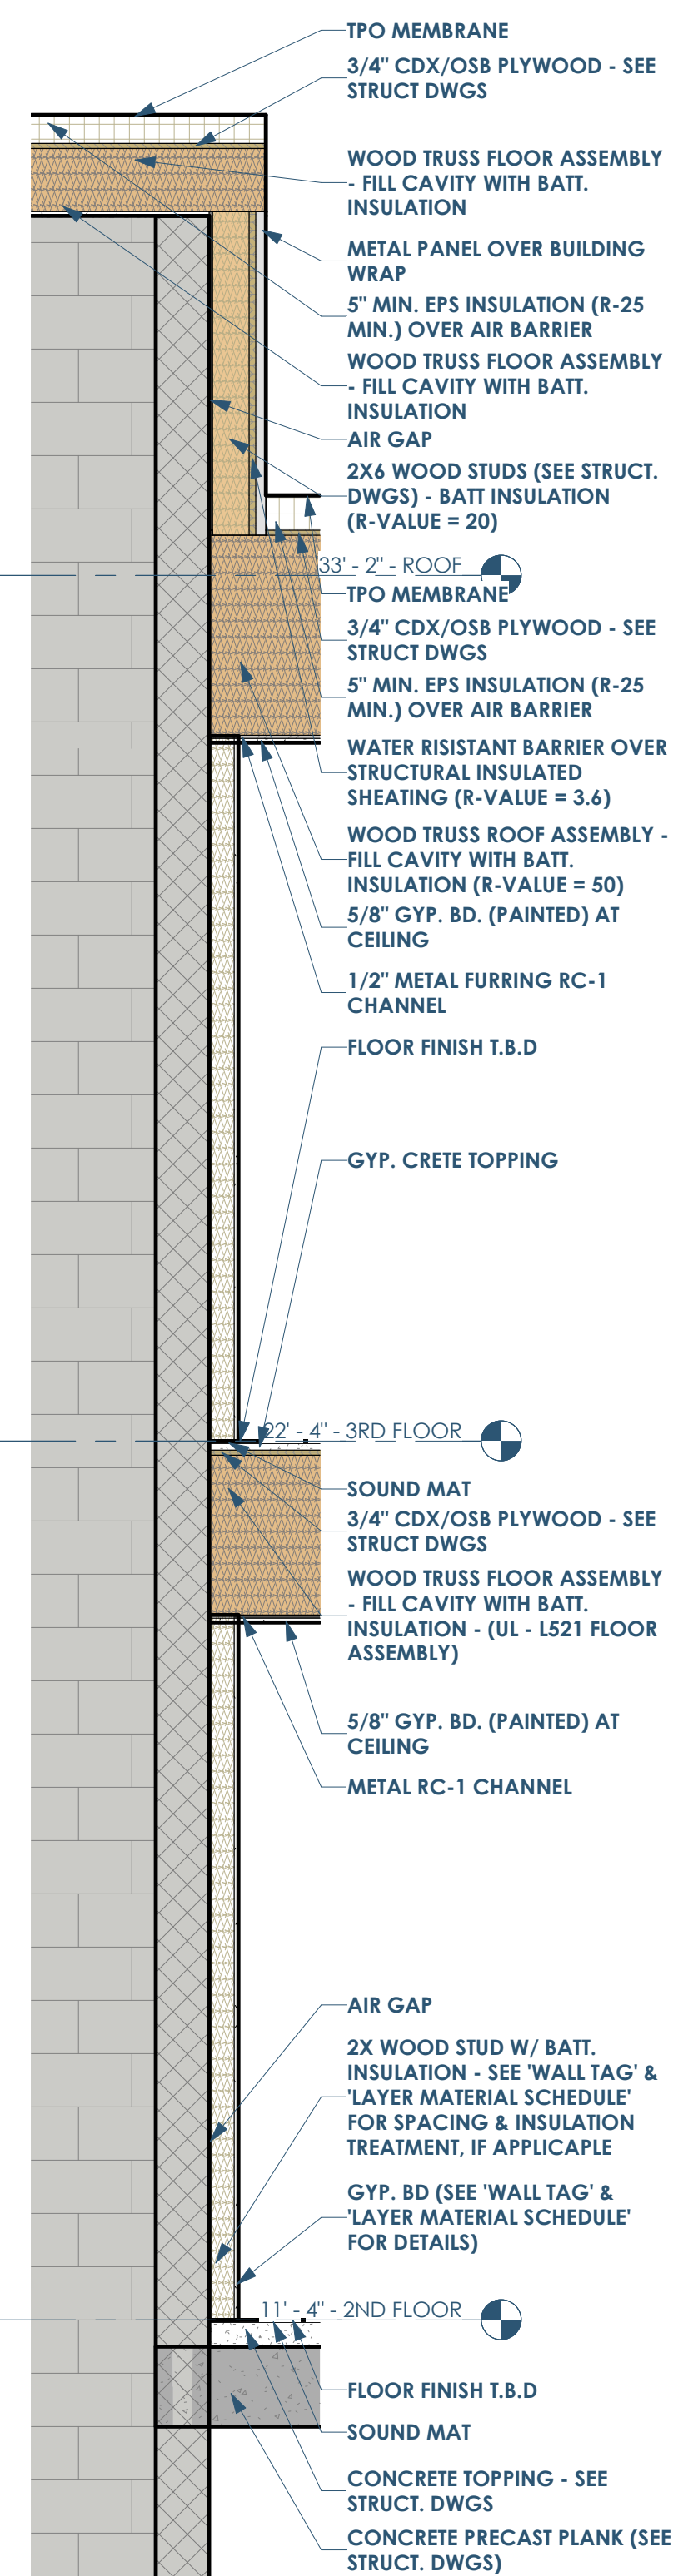 TPO MEMBRANE
3/4" CDX/OSB PLYWOOD - SEE
STRUCT DWGS
WOOD TRUSS FLOOR ASSEMBLY
- FILL CAVITY WITH BATT.
INSULATION
METAL PANEL OVER BUILDING
WRAP
5" MIN. EPS INSULATION (R-25
MIN.) OVER AIR BARRIER
WOOD TRUSS FLOOR ASSEMBLY
- FILL CAVITY WITH BATT.
INSULATION
AIR GAP
2X6 WOOD STUDS (SEE STRUCT.
DWGS) - BATT INSULATION
(R-VALUE = 20)
33' - 2" - ROOF
TPO MEMBRANE
3/4" CDX/OSB PLYWOOD - SEE
STRUCT DWGS
5" MIN. EPS INSULATION (R-25
MIN.) OVER AIR BARRIER
WATER RISISTANT BARRIER OVER
STRUCTURAL INSULATED
SHEATING (R-VALUE = 3.6)
WOOD TRUSS ROOF ASSEMBLY -
FILL CAVITY WITH BATT.
INSULATION (R-VALUE = 50)
5/8" GYP. BD. (PAINTED) AT
CEILING
1/2" METAL FURRING RC-1
CHANNEL
FLOOR FINISH T.B.D
GYP. CRETE TOPPING
22' - 4" - 3RD FLOOR
SOUND MAT
3/4" CDX/OSB PLYWOOD - SEE
STRUCT DWGS
WOOD TRUSS FLOOR ASSEMBLY
- FILL CAVITY WITH BATT.
INSULATION - (UL - L521 FLOOR
ASSEMBLY)
5/8" GYP. BD. (PAINTED) AT
CEILING
METAL RC-1 CHANNEL
AIR GAP
2X WOOD STUD W/ BATT.
INSULATION - SEE 'WALL TAG' &
'LAYER MATERIAL SCHEDULE'
FOR SPACING & INSULATION
TREATMENT, IF APPLICAPLE
GYP. BD (SEE 'WALL TAG' &
'LAYER MATERIAL SCHEDULE'
FOR DETAILS)
11' - 4" - 2ND FLOOR
FLOOR FINISH T.B.D
SOUND MAT
CONCRETE TOPPING - SEE
STRUCT. DWGS
CONCRETE PRECAST PLANK (SEE
STRUCT. DWGS)